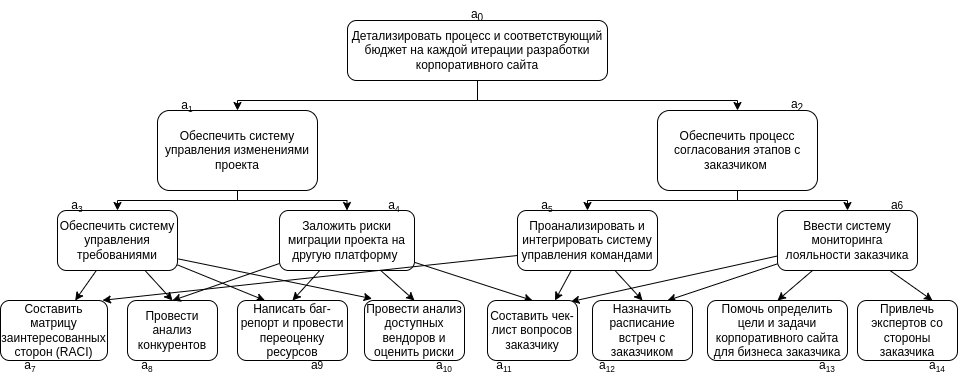 a0
Детализировать процесс и соответствующий
бюджет на каждой итерации разработки
корпоративного сайта
a1
a2
Обеспечить систему
управления изменениями
проекта
Обеспечить процесс
согласования этапов с
заказчиком
a3
a4
a5
a6
Обеспечить систему
управления
требованиями
Заложить риски
миграции проекта на
другую платформу
Проанализировать и
интегрировать систему
управления командами
Ввести систему
мониторинга
лояльности заказчика
Составить
матрицу
заинтересованных
сторон (RACI)
Провести
анализ
конкурентов
Написать баг-
репорт и провести
переоценку
ресурсов
Провести анализ
доступных
вендоров и
оценить риски
Составить чек-
лист вопросов
заказчику
Назначить
расписание
встреч с
заказчиком
Помочь определить
цели и задачи
корпоративного сайта
для бизнеса заказчика
Привлечь
экспертов со
стороны
заказчика
a7
a8
a9
a10
a11
a12
a13
a14